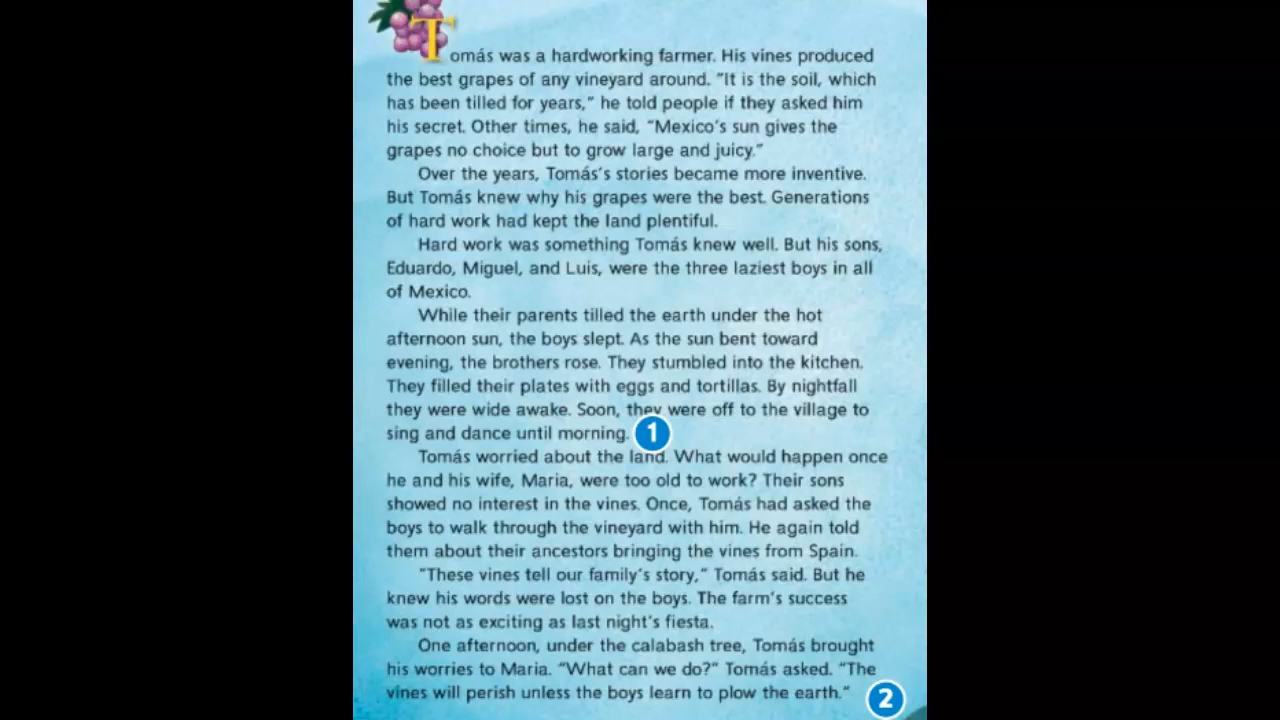 Tomás was a hardworking farmer. His vines produced
the best grapes of any vineyard around. "It is the soil, which
has been tilled for years," he told people if they asked him
his secret. Other times, he said, "Mexico's sun gives the
grapes no choice but to grow large and juicy."
Over the years, Tomás's stories became more inventive.
But Tomás knew why his grapes were the best. Generations
of hard work had kept the land plentiful.
Hard work was something Tomás knew well. But his sons,
Eduardo, Miguel, and Luis, were the three laziest boys in all
of Mexico.
While their parents tilled the earth under the hot
afternoon sun, the boys slept. As the sun bent toward
evening, the brothers rose. They stumbled into the kitchen.
They filled their plates with eggs and tortillas. By nightfall
they were wide awake. Soon, they were off to the village to
sing and dance until morning. 1
Tomás worried about the land. What would happen once
he and his wife, Maria, were too old to work? Their sons
showed no interest in the vines. Once, Tomás had asked the
boys to walk through the vineyard with him. He again told
them about their ancestors bringing the vines from Spain.
"These vines tell our family's story," Tomás said. But he
knew his words were lost on the boys. The farm's success
was not as exciting as last night's fiesta.
One afternoon, under the calabash tree, Tomás brought
his worries to Maria. "What can we do?" Tomás asked. "The
vines will perish unless the boys learn to plow the earth." 2